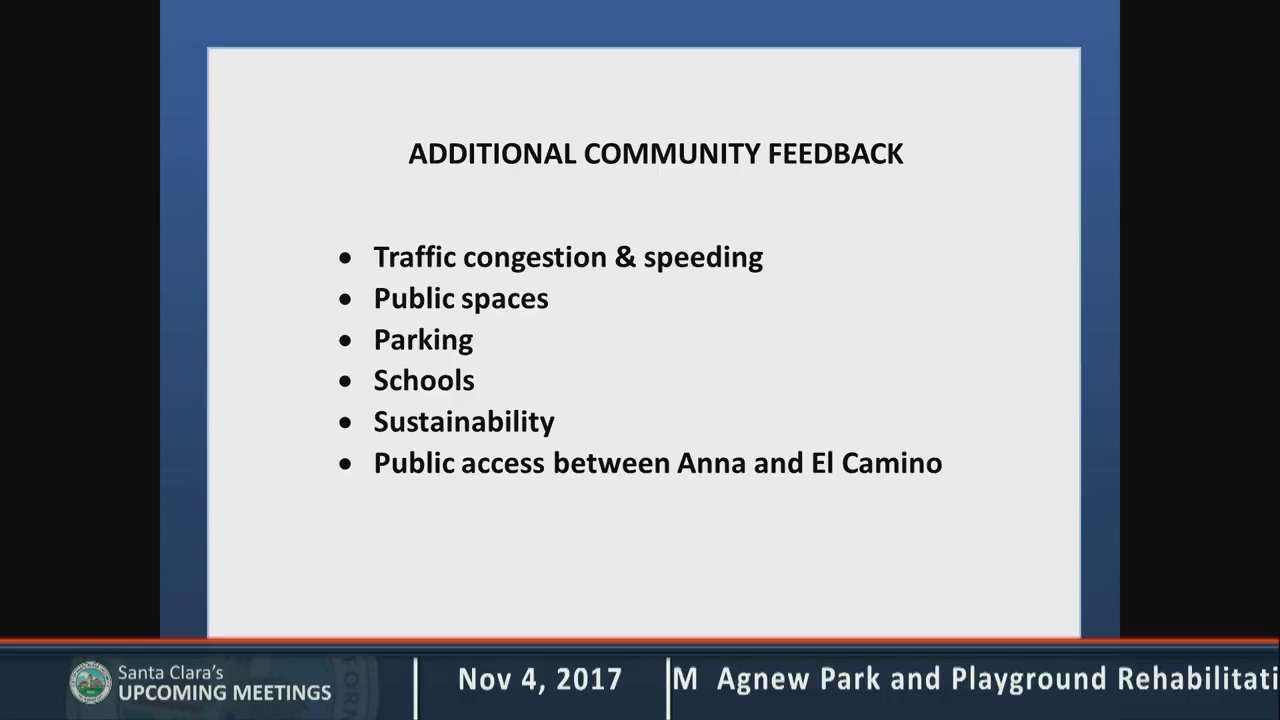 ADDITIONAL COMMUNITY FEEDBACK
• Traffic congestion & speeding
• Public spaces
• Parking
• Schools
• Sustainability
• Public access between Anna and El Camino
Santa Clara's
UPCOMING MEETINGS
Nov 4, 2017
M Agnew Park and Playground Rehabilitati